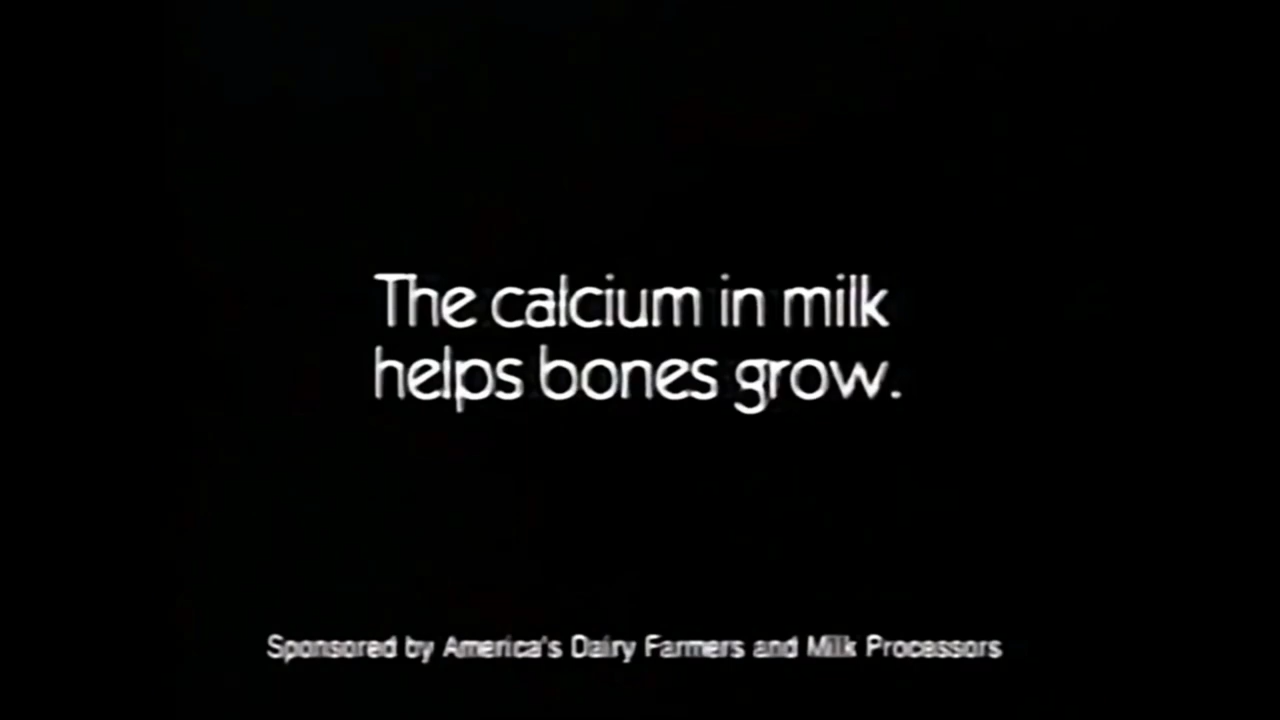 The calcium in milk
helps bones grow.
Sponsored by America's Dairy Farmers and Milk Processors